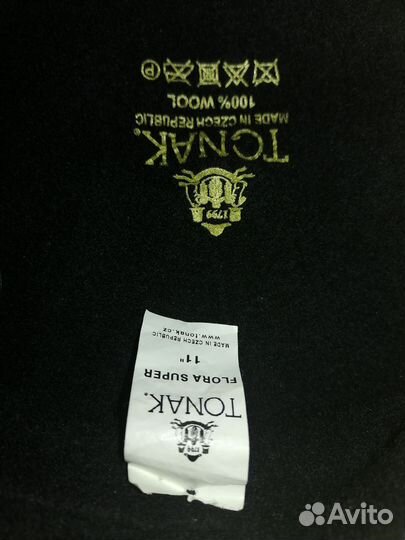 1799
TONAK.
MADE IN CZECH REPUBLIC
100% WOOL
P
1799
TONAK.
FLORA SUPER
11"
MADE IN CZECH REPUBLIC
www.tonak.cz
Avito